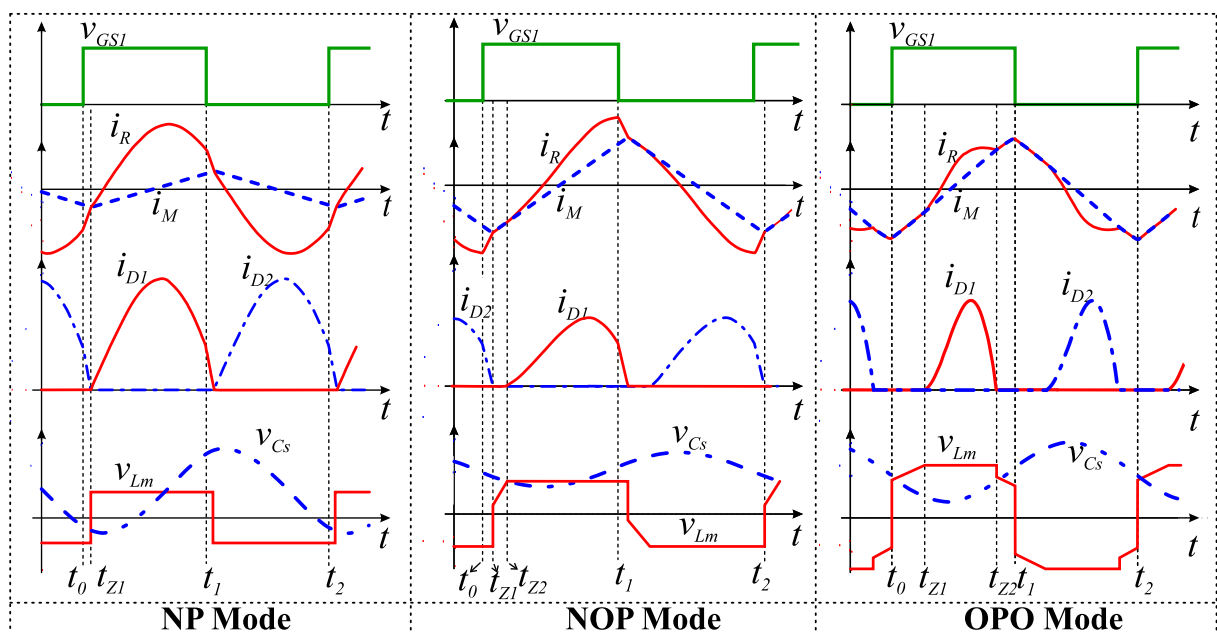 v_GS1
t
i_R
i_M
t
i_D1
i_D2
t
v_Cs
v_Lm
t
t_0 t_Z1 t_1 t_2
NP Mode
v_GS1
t
i_R
i_M
t
i_D2
i_D1
t
v_Cs
v_Lm
t
t_0 t_Z1 t_Z2 t_1 t_2
NOP Mode
v_GS1
t
i_R
i_M
t
i_D1
i_D2
t
v_Lm
v_Cs
t
t_0 t_Z1 t_Z2 t_1 t_2
OPO Mode